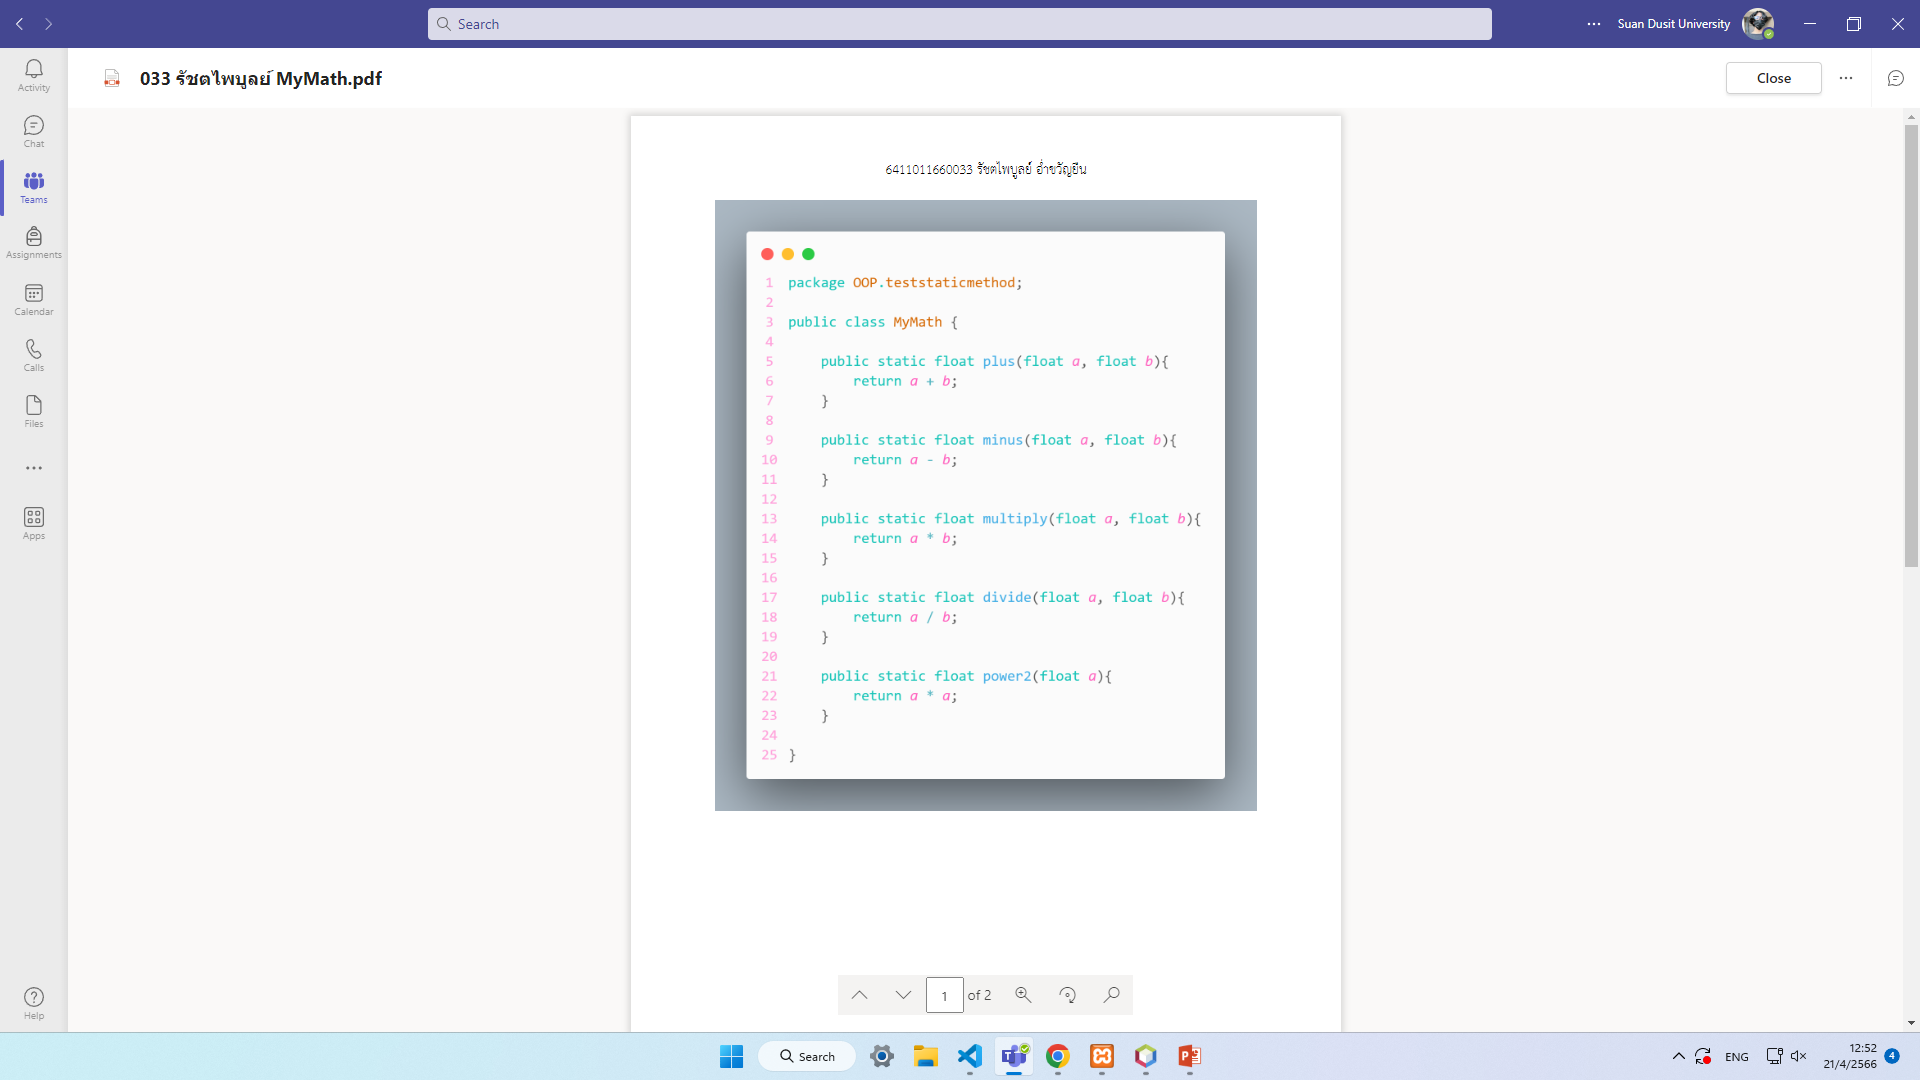 Search
Suan Dusit University
Activity
Chat
Teams
Assignments
Calendar
Calls
Files
Apps
Help
033 รัชตไพบูลย์ MyMath.pdf
Close
6411011660033 รัชตไพบูลย์ อ่ำขวัญยืน
1 package OOP.teststaticmethod;
2
3 public class MyMath {
4
5 public static float plus(float a, float b){
6 return a + b;
7 }
8
9 public static float minus(float a, float b){
10 return a - b;
11 }
12
13 public static float multiply(float a, float b){
14 return a * b;
15 }
16
17 public static float divide(float a, float b){
18 return a / b;
19 }
20
21 public static float power2(float a){
22 return a * a;
23 }
24
25 }
1 of 2
Search
ENG
12:52
21/4/2566
4